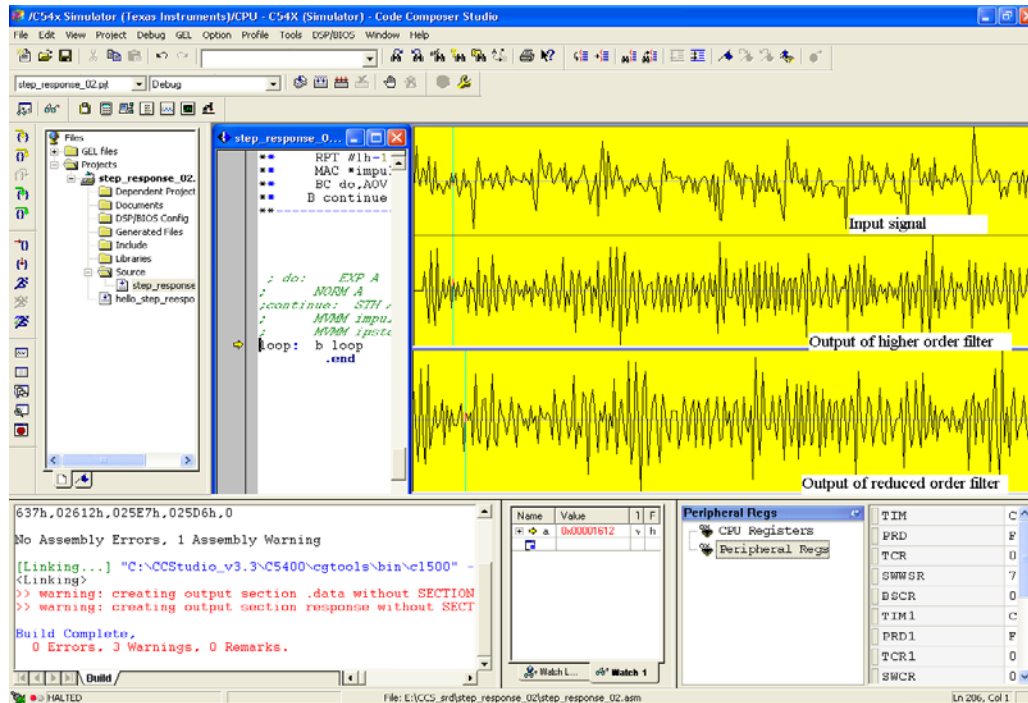 /C54x Simulator (Texas Instruments)/CPU - C54X (Simulator) - Code Composer Studio
File Edit View Project Debug GEL Option Profile Tools DSP/BIOS Window Help
step_response_02.pjt Debug
Files
GEL files
Projects
step_response_02.
Dependent Project
Documents
DSP/BIOS Config
Generated Files
Include
Libraries
Source
step_response
hello_step_reespo
step_response_0...
** RPT #lh-1
** MAC *impu
** BC do,AOV
** B continue
**--------------
; do: EXP A
; NORM A
;continue: STH
; MVMM impu
; MVMM ipste
loop: b loop
.end
Input signal
Output of higher order filter
Output of reduced order filter
637h,02612h,025E7h,025D6h,0
No Assembly Errors, 1 Assembly Warning
[Linking...] "C:\CCStudio_v3.3\C5400\cgtools\bin\cl500" -
<Linking>
>> warning: creating output section .data without SECTION
>> warning: creating output section response without SECT
Build Complete,
0 Errors, 3 Warnings, 0 Remarks.
Build
Name Value T F
a 0x00001612 v h
Watch L... Watch 1
Peripheral Regs
CPU Registers
Peripheral Regs
TIM C
PRD F
TCR 0
SWWSR 7
BSCR 0
TIM1 C
PRD1 F
TCR1 0
SWCR 0
HALTED File: E:\CCS_srd\step_response_02\step_response_02.asm Ln 206, Col 1